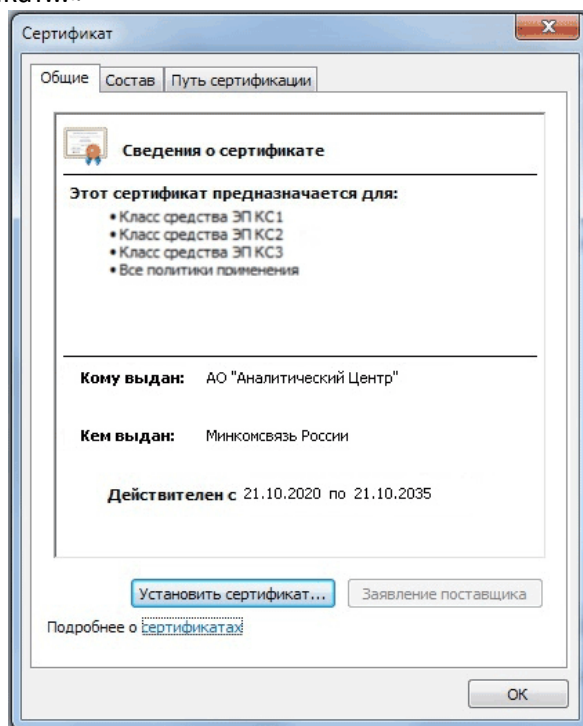 Сертификат
Общие Состав Путь сертификации
Сведения о сертификате
Этот сертификат предназначается для:
• Класс средства ЭП КС1
• Класс средства ЭП КС2
• Класс средства ЭП КС3
• Все политики применения
Кому выдан: АО "Аналитический Центр"
Кем выдан: Минкомсвязь России
Действителен с 21.10.2020 по 21.10.2035
Установить сертификат... Заявление поставщика
Подробнее о сертификатах
ОК